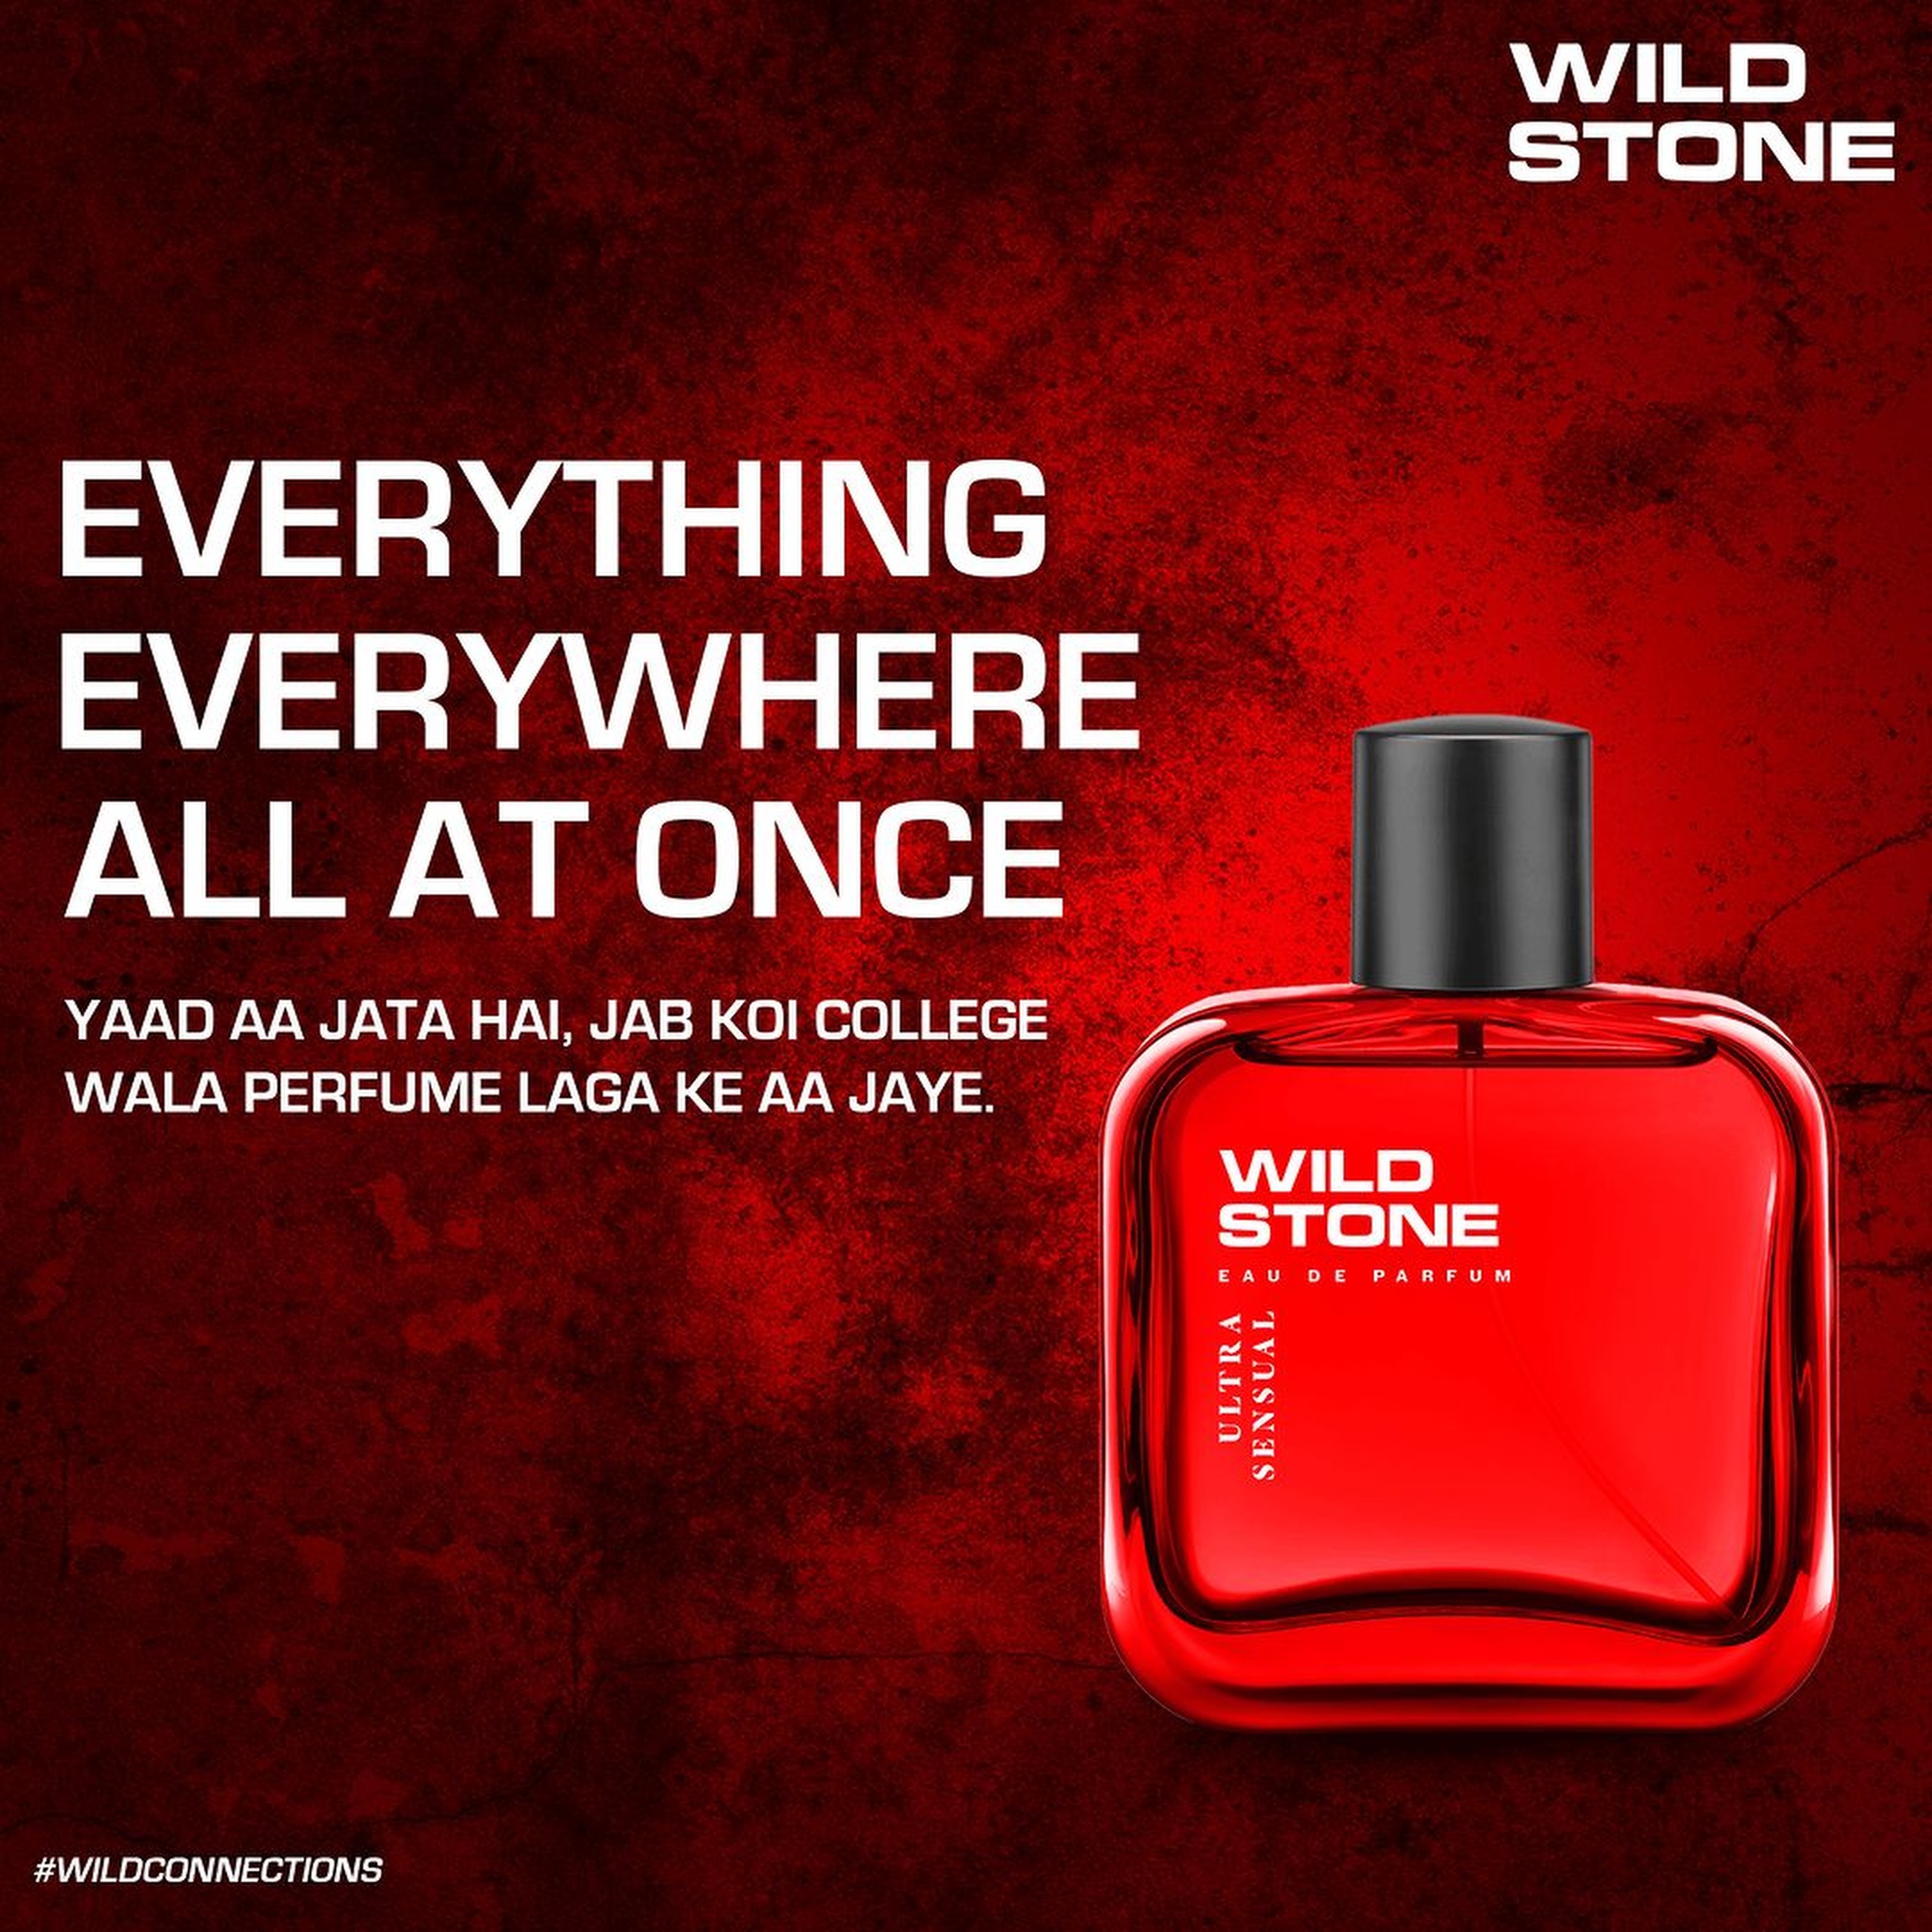 WILD
STONE
EVERYTHING
EVERYWHERE
ALL AT ONCE
YAAD AA JATA HAI, JAB KOI COLLEGE
WALA PERFUME LAGA KE AA JAYE.
WILD
STONE
EAU DE PARFUM
ULTRA
SENSUAL
#WILDCONNECTIONS